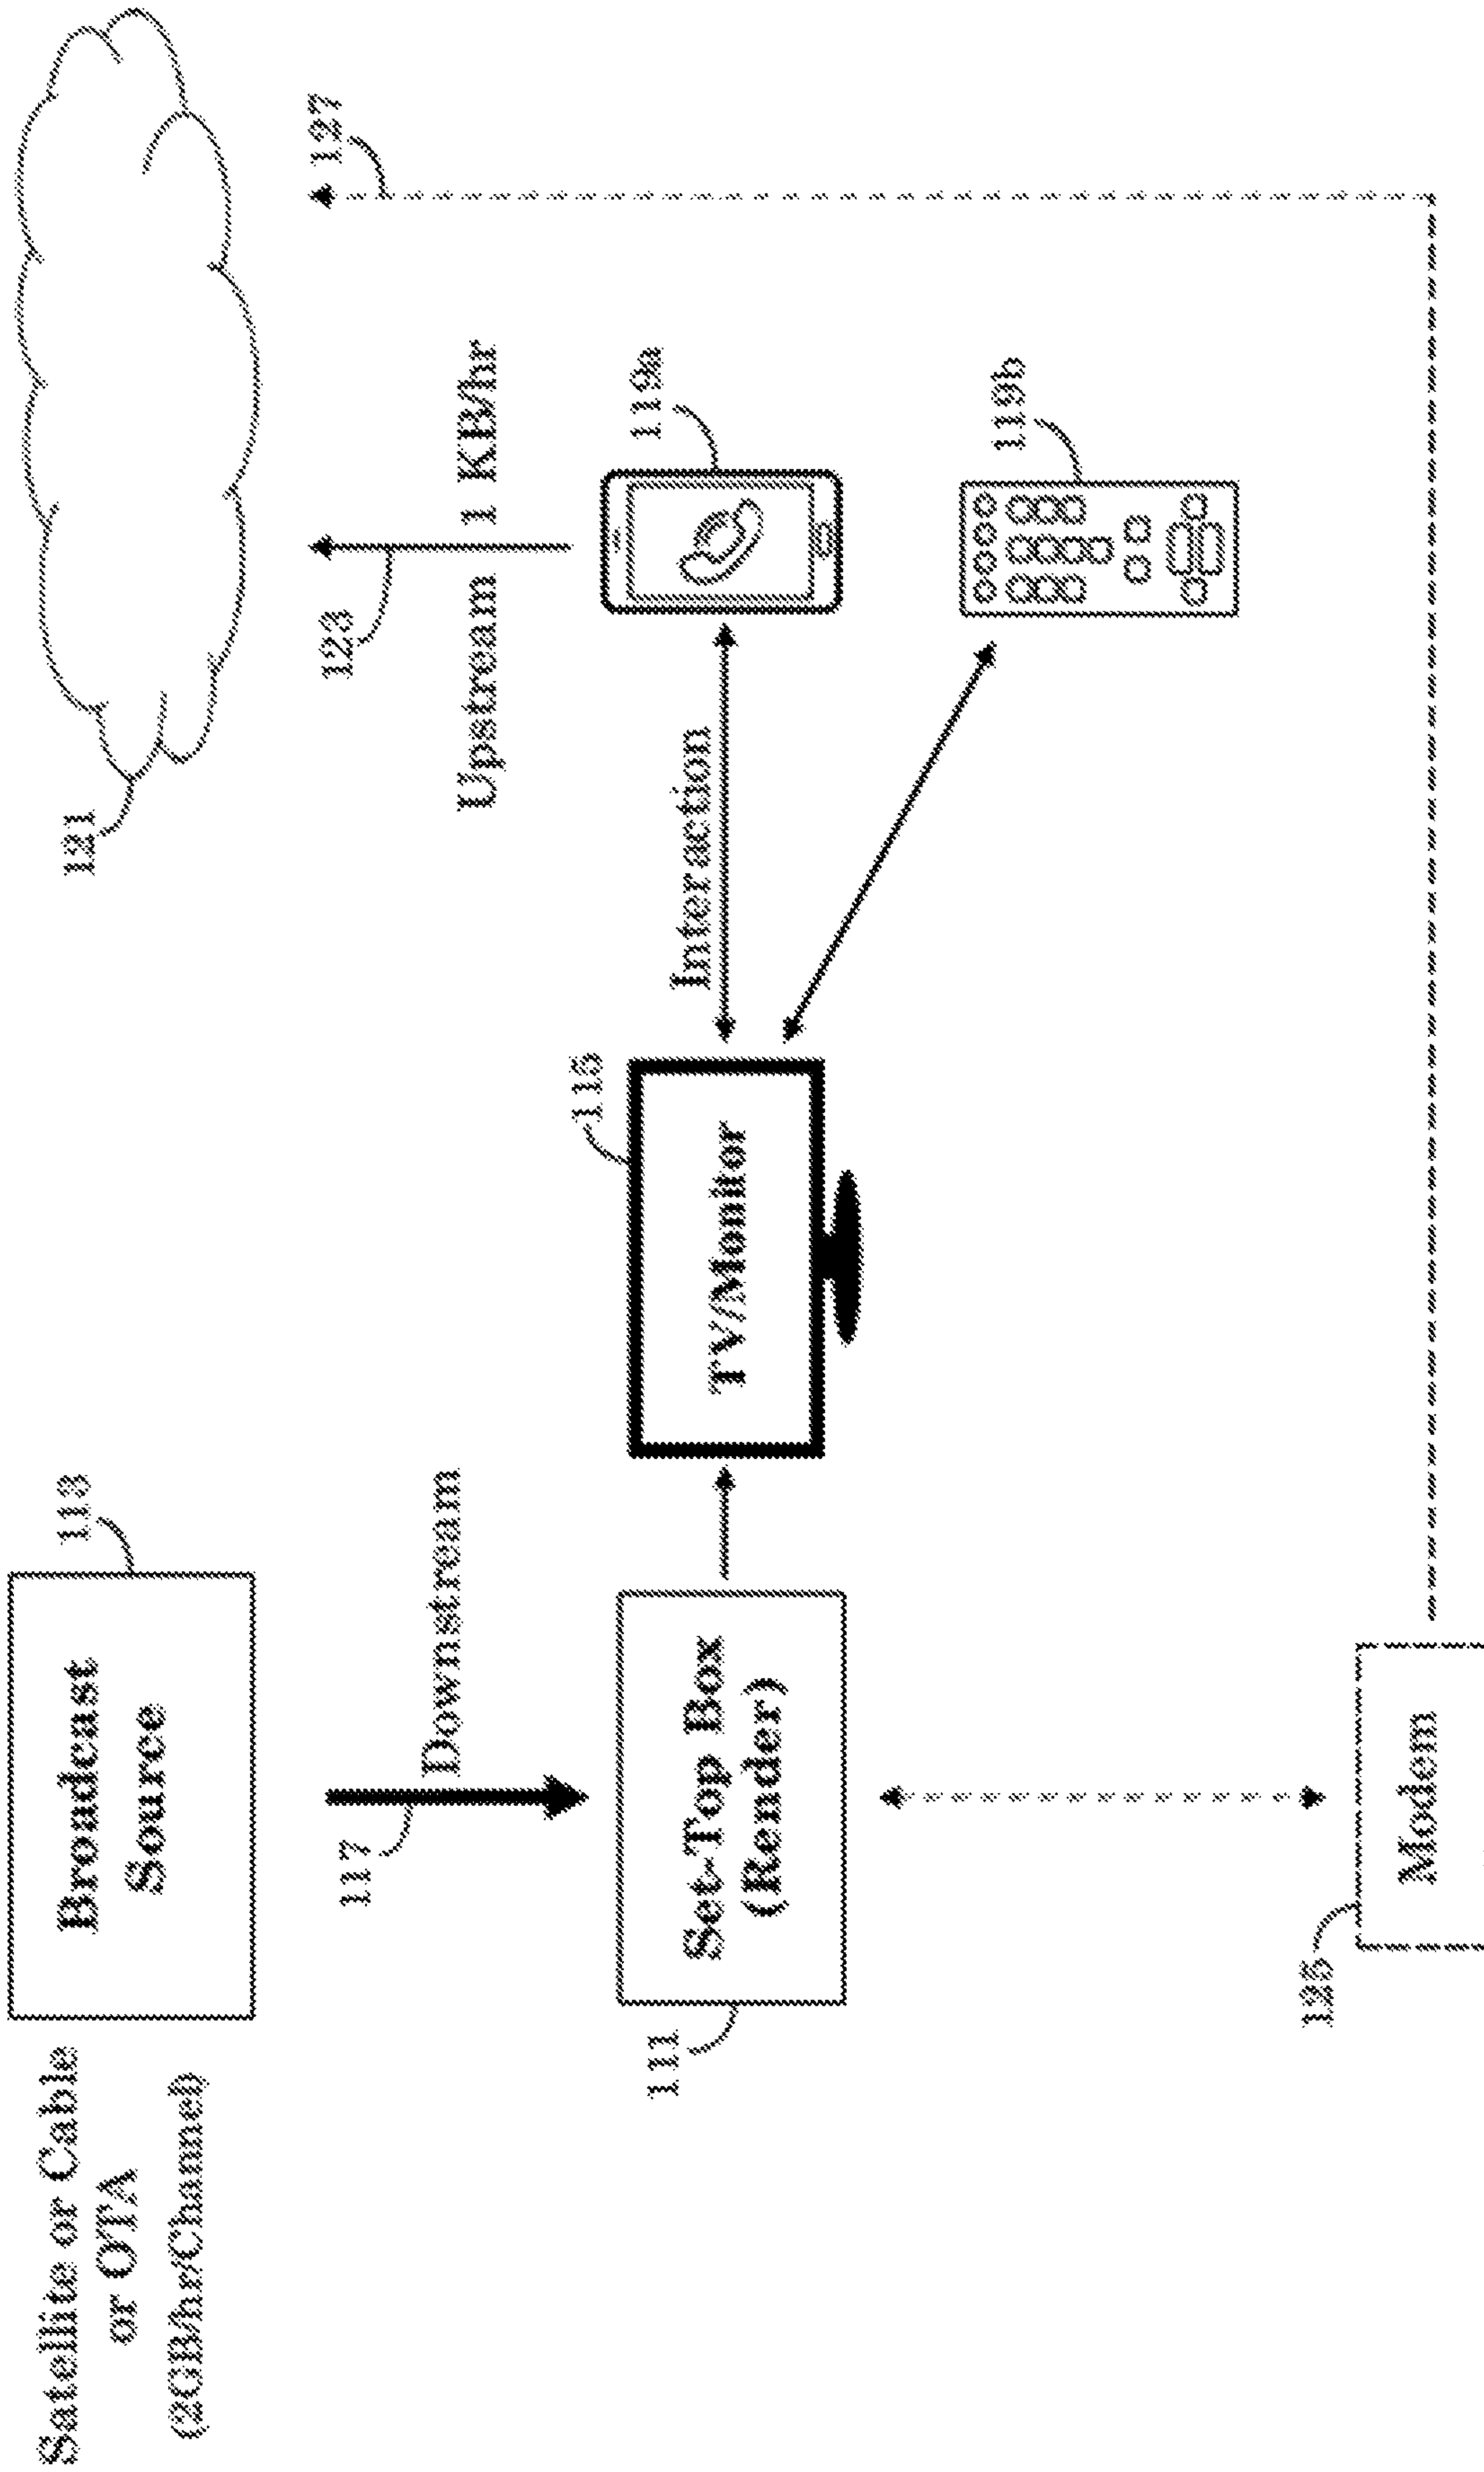 Satellite or Cable
or OTA
(2GB/hr/Channel)
Broadcast
Source
113
121
117
Downstream
123
Upstream 1 KB/hr
127
111
Set-Top Box
(Render)
115
TV/Monitor
Interaction
119a
119b
125
Modem